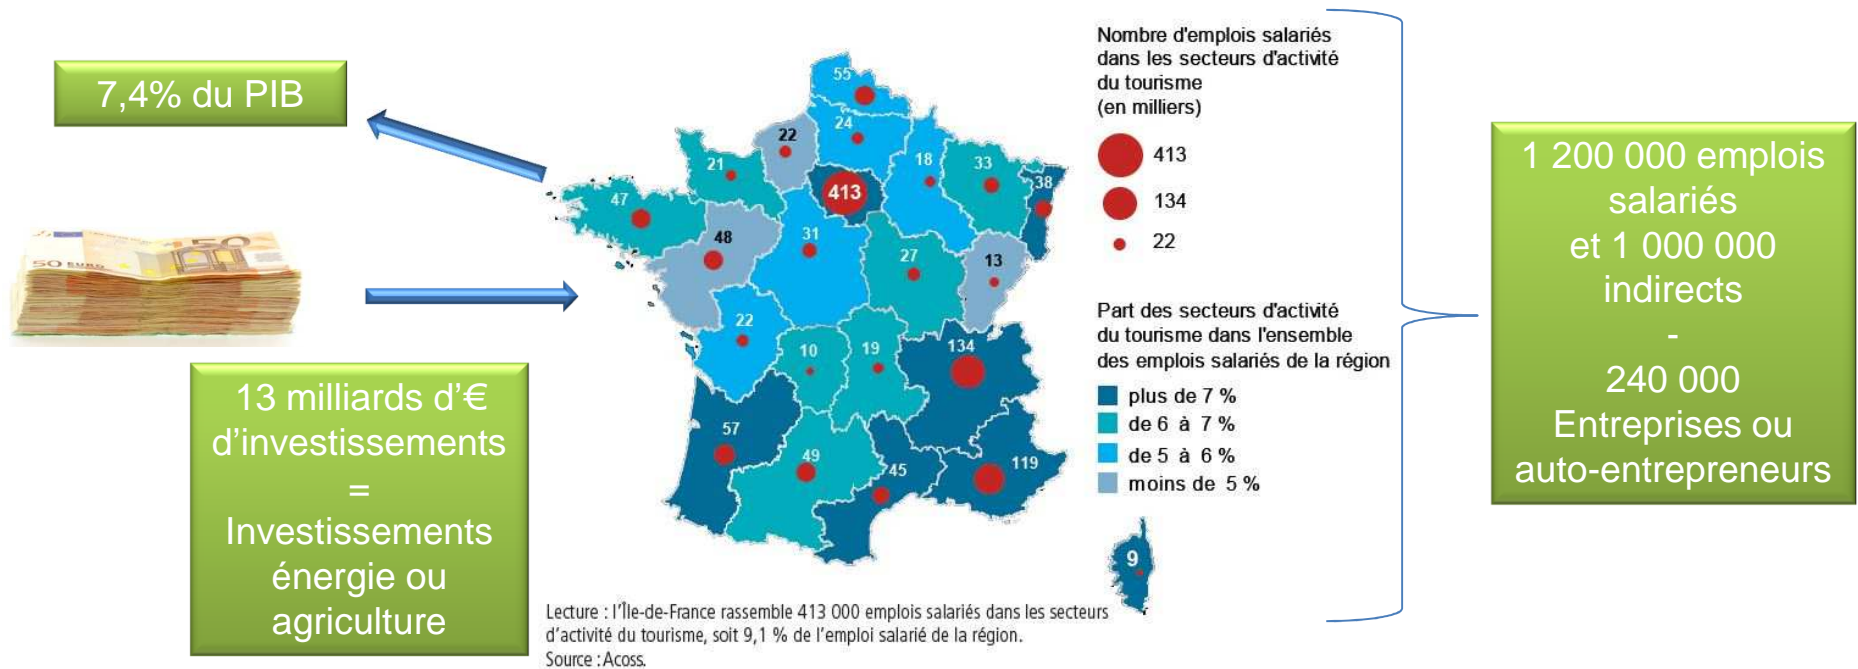 7,4% du PIB
50 EURO
50
13 milliards d’€
d’investissements
=
Investissements
énergie ou
agriculture
55
24
22
21
18
33
38
413
47
48
31
27
13
22
10
19
134
57
49
45
119
9
Nombre d'emplois salariés
dans les secteurs d'activité
du tourisme
(en milliers)
413
134
22
Part des secteurs d'activité
du tourisme dans l'ensemble
des emplois salariés de la région
plus de 7 %
de 6 à 7 %
de 5 à 6 %
moins de 5 %
Lecture : l’Île-de-France rassemble 413 000 emplois salariés dans les secteurs
d’activité du tourisme, soit 9,1 % de l’emploi salarié de la région.
Source : Acoss.
1 200 000 emplois
salariés
et 1 000 000
indirects
-
240 000
Entreprises ou
auto-entrepreneurs